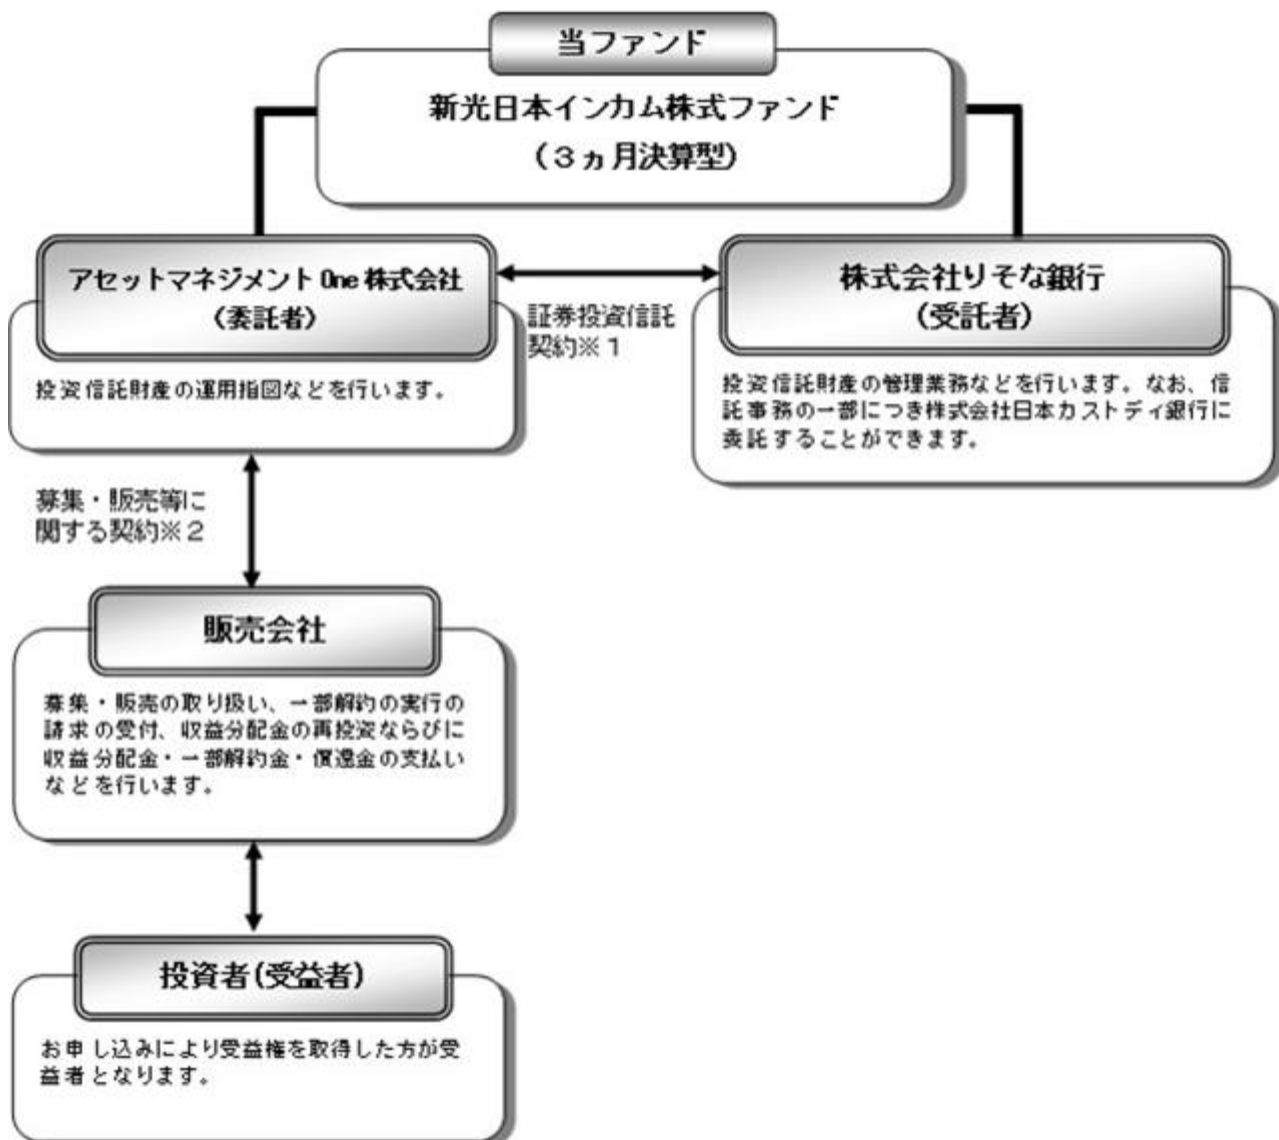 当ファンド
新光日本インカム株式ファンド
（３ヵ月決算型）
アセットマネジメント One 株式会社
（委託者）
投資信託財産の運用指図などを行います。
証券投資信託
契約※１
株式会社りそな銀行
（受託者）
投資信託財産の管理業務などを行います。なお、信
託事務の一部につき株式会社日本カストディ銀行に
委託することができます。
募集・販売等に
関する契約※２
販売会社
募集・販売の取り扱い、一部解約の実行の
請求の受付、収益分配金の再投資ならびに
収益分配金・一部解約金・償還金の支払い
などを行います。
投資者（受益者）
お申し込みにより受益権を取得した方が受
益者となります。